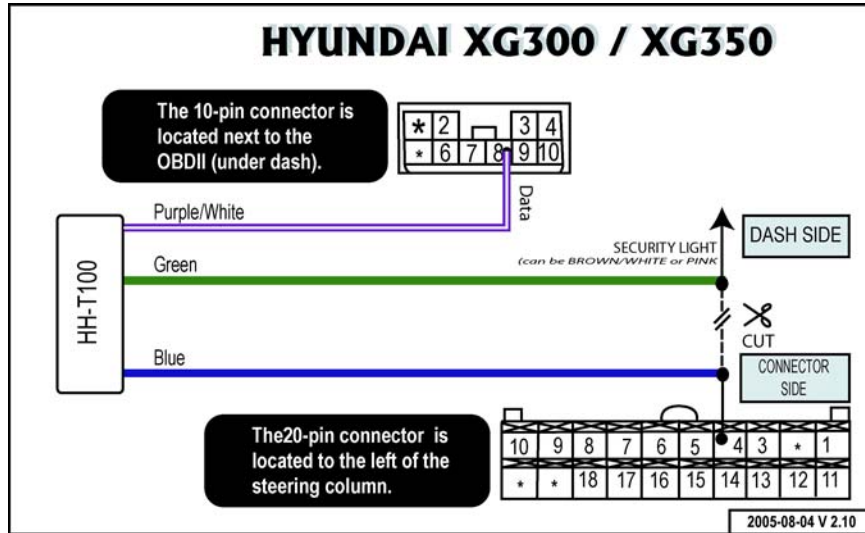 HYUNDAI XG300 / XG350
The 10-pin connector is
located next to the
OBDII (under dash).
* 2 3 4
* 6 7 8 9 10
Data
Purple/White
SECURITY LIGHT
(can be BROWN/WHITE or PINK
DASH SIDE
Green
HH-T100
CUT
Blue
CONNECTOR
SIDE
The20-pin connector is
located to the left of the
steering column.
10 9 8 7 6 5 4 3 * 1
* * 18 17 16 15 14 13 12 11
2005-08-04 V 2.10